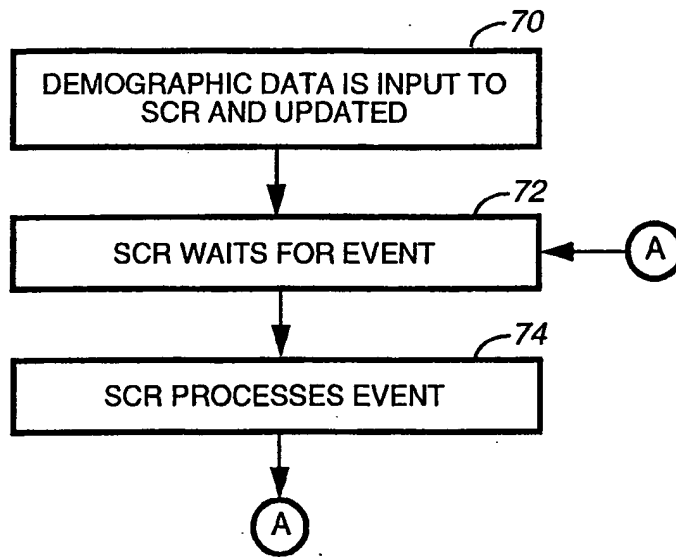 70
DEMOGRAPHIC DATA IS INPUT TO
SCR AND UPDATED
72
SCR WAITS FOR EVENT
A
74
SCR PROCESSES EVENT
A